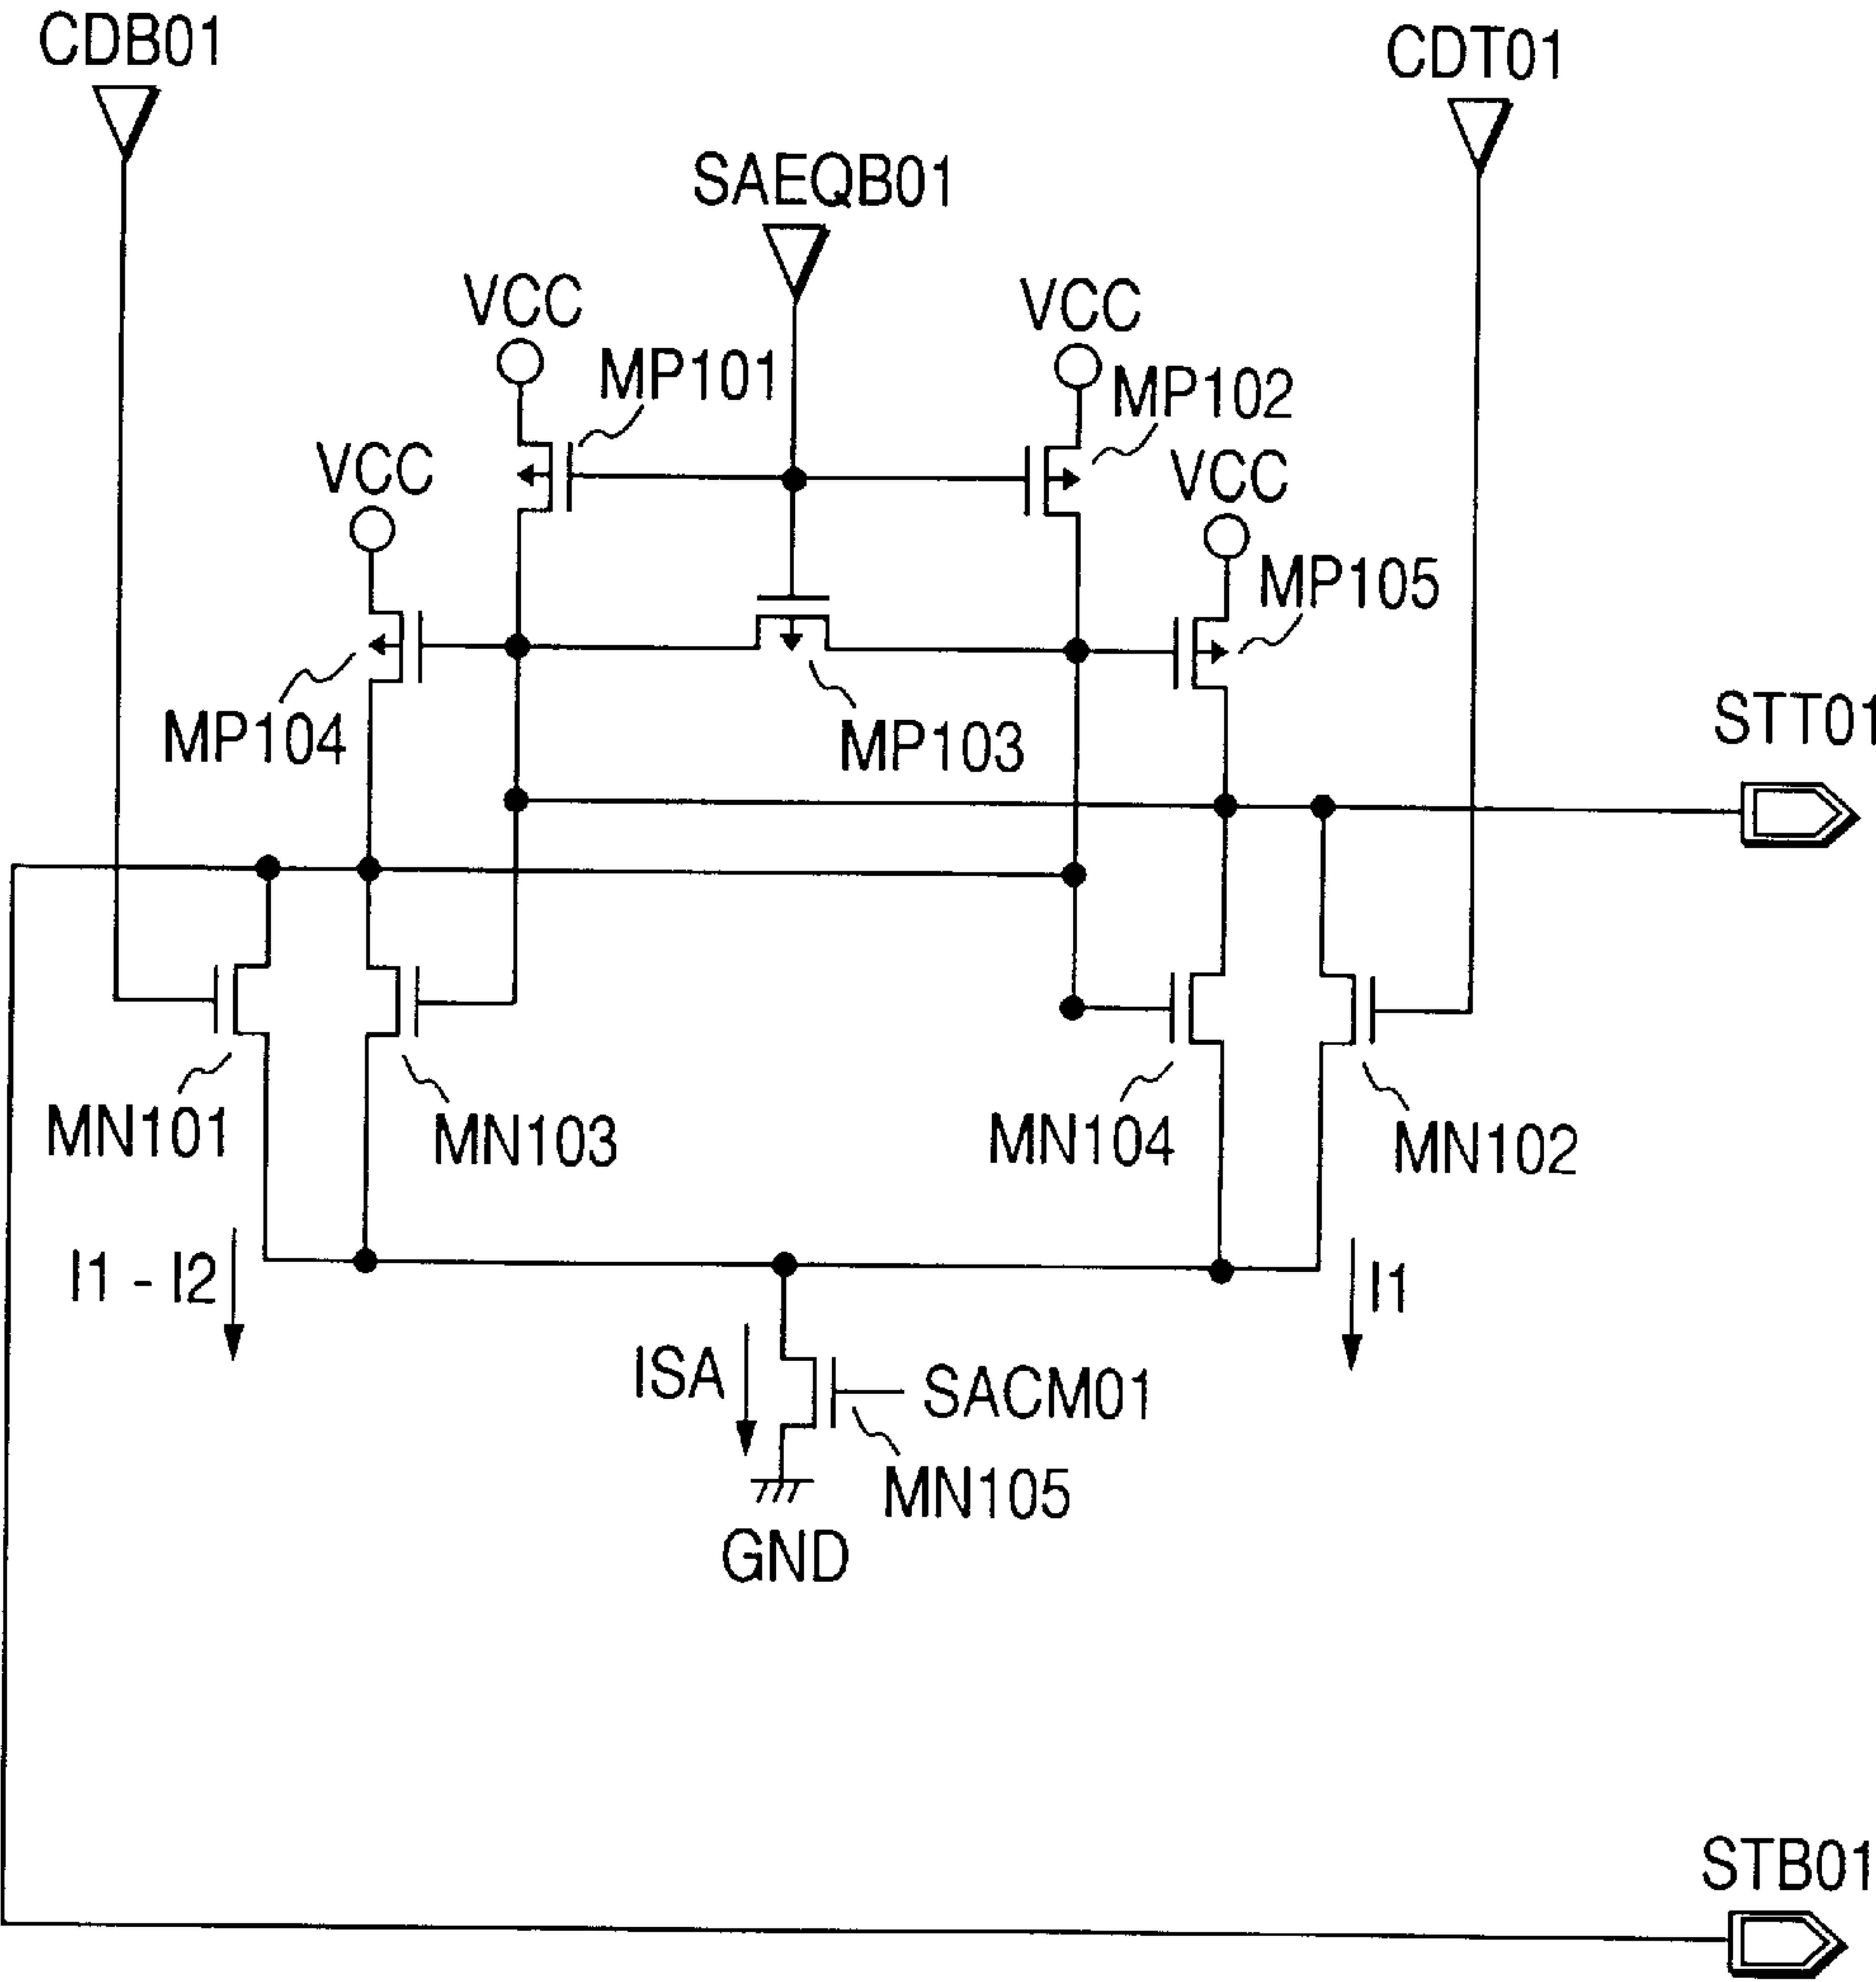 CDB01
CDT01
SAEQB01
VCC
VCC
MP101
MP102
VCC
VCC
MP105
MP104
MP103
STT01
MN101
MN103
MN104
MN102
I1 - I2
I1
ISA
SACM01
MN105
GND
STB01